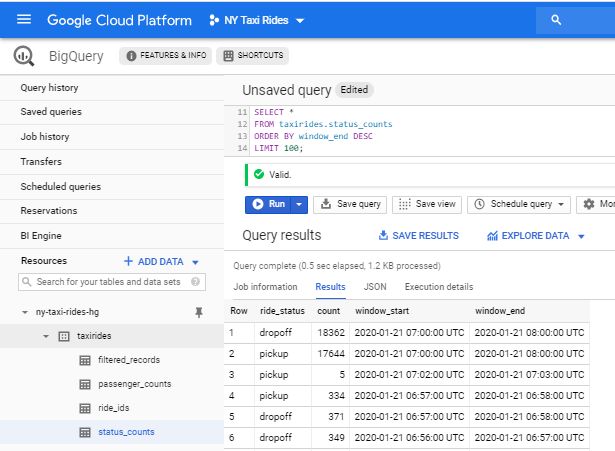 Google Cloud Platform NY Taxi Rides
BigQuery FEATURES & INFO SHORTCUTS
Query history
Saved queries
Job history
Transfers
Scheduled queries
Reservations
BI Engine
Resources + ADD DATA
Search for your tables and data sets
ny-taxi-rides-hg
taxirides
filtered_records
passenger_counts
ride_ids
status_counts
Unsaved query Edited
11 SELECT *
12 FROM taxirides.status_counts
13 ORDER BY window_end DESC
14 LIMIT 100;
Valid.
Run Save query Save view Schedule query Mor
Query results SAVE RESULTS EXPLORE DATA
Query complete (0.5 sec elapsed, 1.2 KB processed)
Job information Results JSON Execution details
Row ride_status count window_start window_end
1 dropoff 18362 2020-01-21 07:00:00 UTC 2020-01-21 08:00:00 UTC
2 pickup 17644 2020-01-21 07:00:00 UTC 2020-01-21 08:00:00 UTC
3 pickup 5 2020-01-21 07:02:00 UTC 2020-01-21 07:03:00 UTC
4 pickup 334 2020-01-21 06:57:00 UTC 2020-01-21 06:58:00 UTC
5 dropoff 371 2020-01-21 06:57:00 UTC 2020-01-21 06:58:00 UTC
6 dropoff 349 2020-01-21 06:56:00 UTC 2020-01-21 06:57:00 UTC